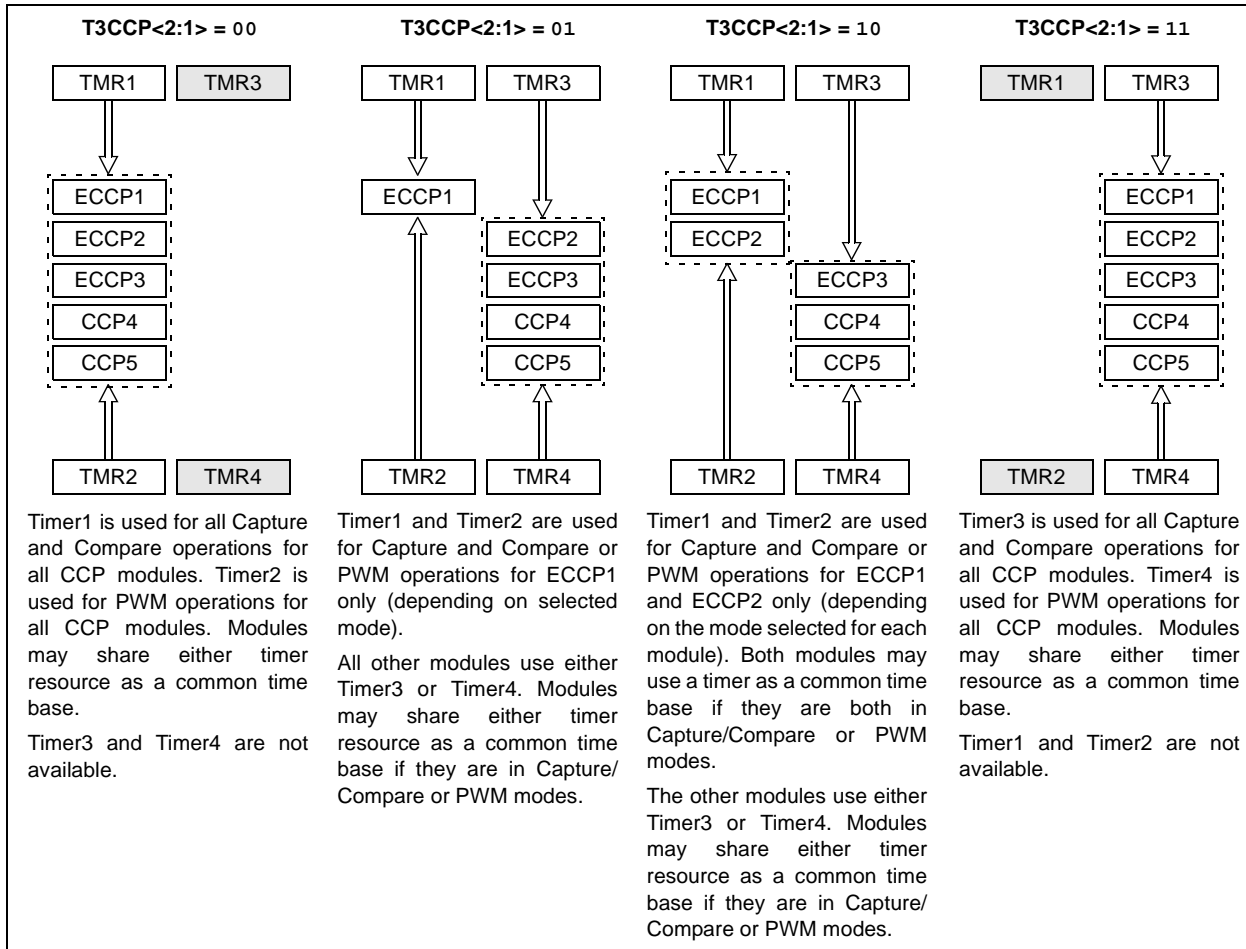 T3CCP<2:1> = 00
TMR1 TMR3
ECCP1
ECCP2
ECCP3
CCP4
CCP5
TMR2 TMR4
Timer1 is used for all Capture
and Compare operations for
all CCP modules. Timer2 is
used for PWM operations for
all CCP modules. Modules
may share either timer
resource as a common time
base.
Timer3 and Timer4 are not
available.
T3CCP<2:1> = 01
TMR1 TMR3
ECCP1
ECCP2
ECCP3
CCP4
CCP5
TMR2 TMR4
Timer1 and Timer2 are used
for Capture and Compare or
PWM operations for ECCP1
only (depending on selected
mode).
All other modules use either
Timer3 or Timer4. Modules
may share either timer
resource as a common time
base if they are in Capture/
Compare or PWM modes.
T3CCP<2:1> = 10
TMR1 TMR3
ECCP1
ECCP2
ECCP3
CCP4
CCP5
TMR2 TMR4
Timer1 and Timer2 are used
for Capture and Compare or
PWM operations for ECCP1
and ECCP2 only (depending
on the mode selected for each
module). Both modules may
use a timer as a common time
base if they are both in
Capture/Compare or PWM
modes.
The other modules use either
Timer3 or Timer4. Modules
may share either timer
resource as a common time
base if they are in Capture/
Compare or PWM modes.
T3CCP<2:1> = 11
TMR1 TMR3
ECCP1
ECCP2
ECCP3
CCP4
CCP5
TMR2 TMR4
Timer3 is used for all Capture
and Compare operations for
all CCP modules. Timer4 is
used for PWM operations for
all CCP modules. Modules
may share either timer
resource as a common time
base.
Timer1 and Timer2 are not
available.